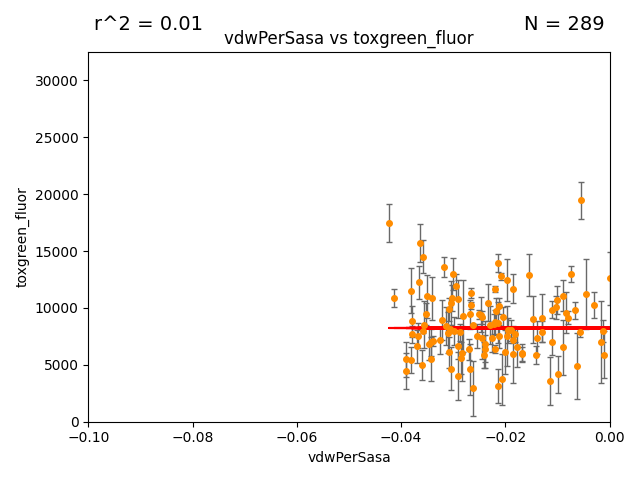 r^2 = 0.01
N = 289
vdwPerSasa vs toxgreen_fluor
30000
25000
20000
15000
10000
5000
0
toxgreen_fluor
−0.10
−0.08
−0.06
−0.04
−0.02
0.00
vdwPerSasa